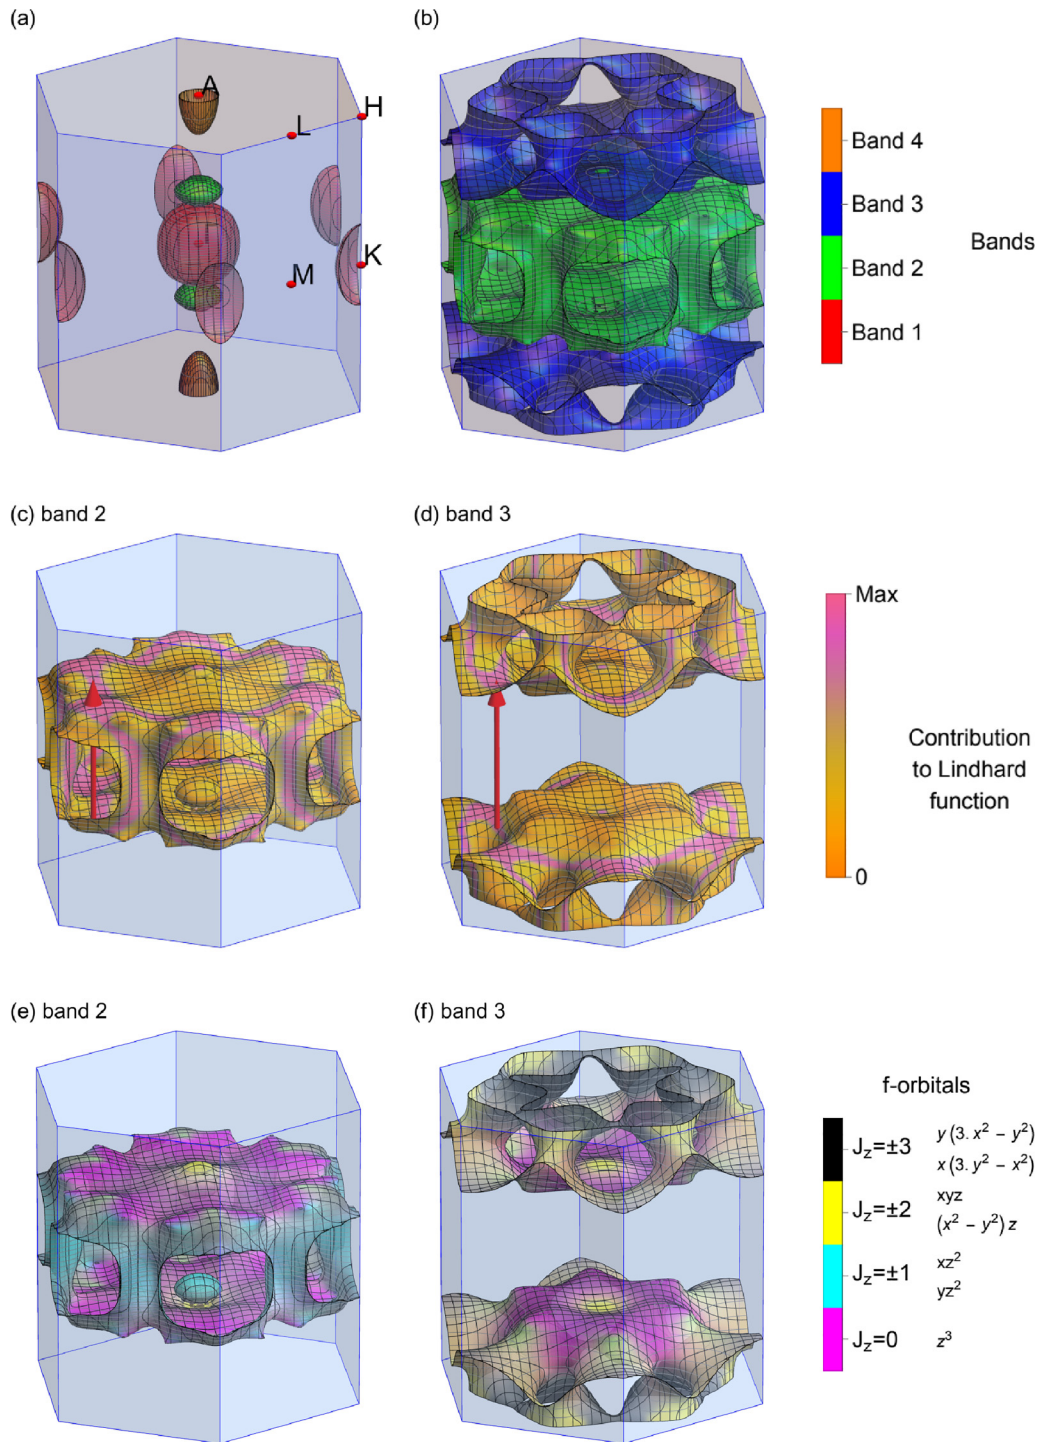 (a)
(b)
A
H
L
K
M
Band 4
Band 3
Band 2
Band 1
Bands
(c) band 2
(d) band 3
Max
0
Contribution
to Lindhard
function
(e) band 2
(f) band 3
f-orbitals
J_z=±3
y (3. x² − y²)
x (3. y² − x²)
J_z=±2
xyz
(x² − y²) z
J_z=±1
xz²
yz²
J_z=0
z³